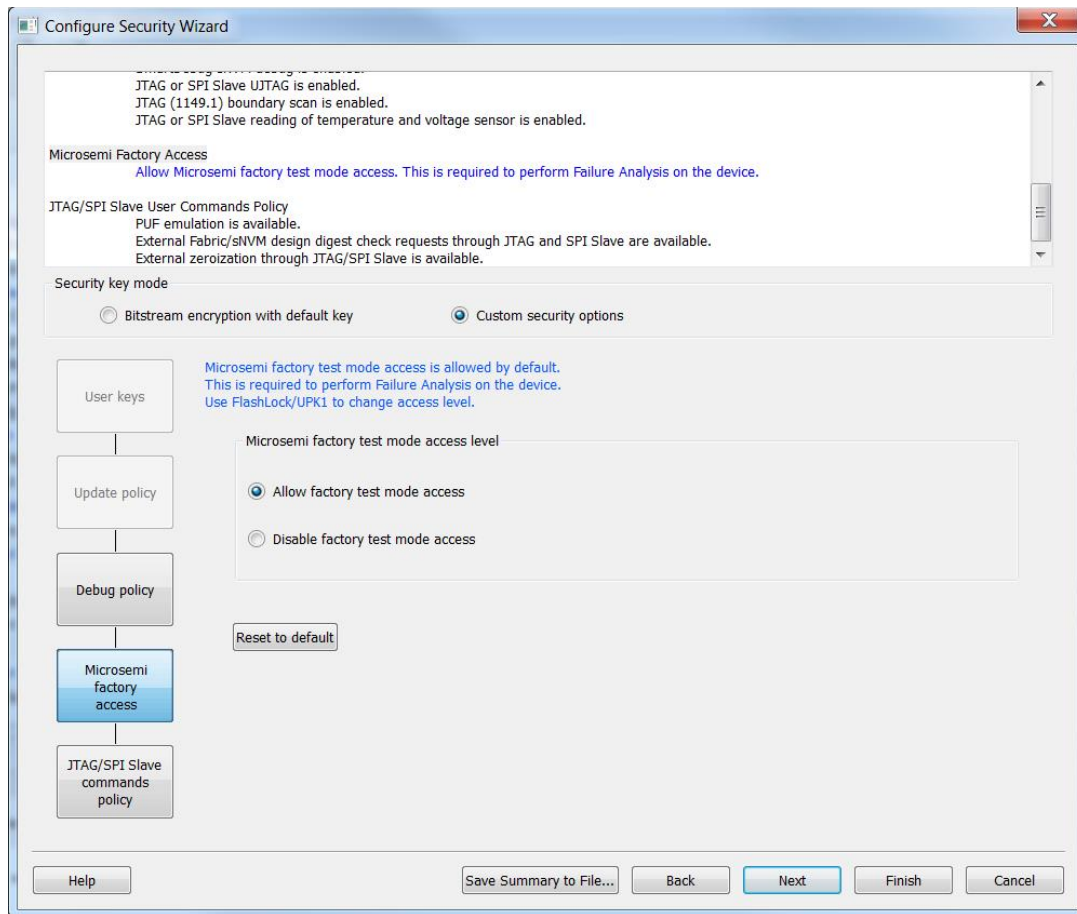 Configure Security Wizard
JTAG or SPI Slave UJTAG is enabled.
JTAG (1149.1) boundary scan is enabled.
JTAG or SPI Slave reading of temperature and voltage sensor is enabled.
Microsemi Factory Access
Allow Microsemi factory test mode access. This is required to perform Failure Analysis on the device.
JTAG/SPI Slave User Commands Policy
PUF emulation is available.
External Fabric/sNVM design digest check requests through JTAG and SPI Slave are available.
External zeroization through JTAG/SPI Slave is available.
Security key mode
Bitstream encryption with default key
Custom security options
User keys
Update policy
Debug policy
Microsemi
factory
access
JTAG/SPI Slave
commands
policy
Microsemi factory test mode access is allowed by default.
This is required to perform Failure Analysis on the device.
Use FlashLock/UPK1 to change access level.
Microsemi factory test mode access level
Allow factory test mode access
Disable factory test mode access
Reset to default
Help
Save Summary to File...
Back
Next
Finish
Cancel